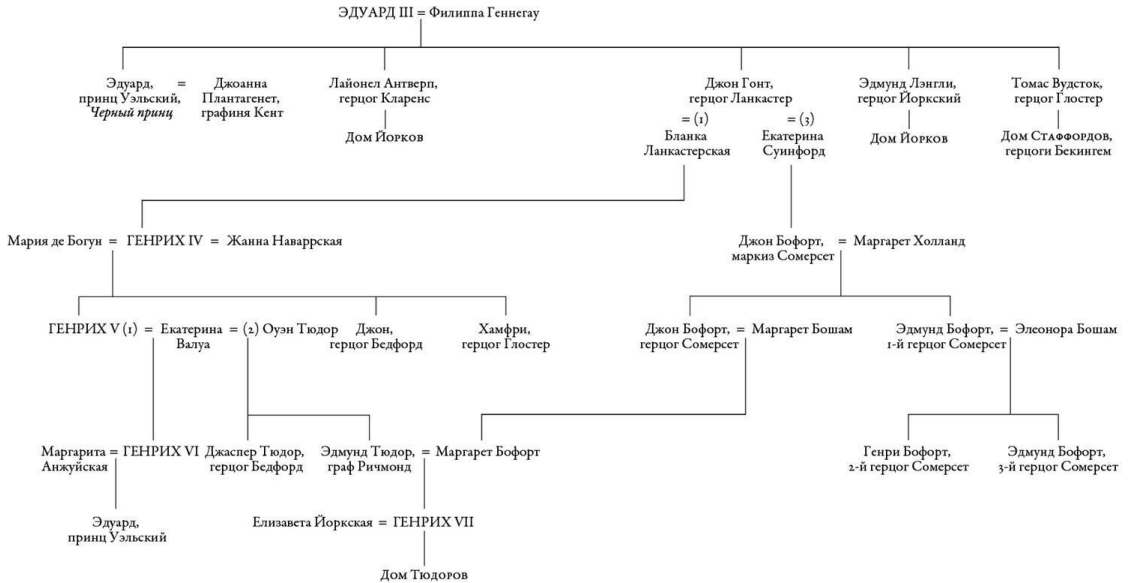 ЭДУАРД III = Филиппа Геннегау
Эдуард, = Джоанна
принц Уэльский, Плантагенет,
Черный принц графиня Кент
Лайонел Антверп,
герцог Кларенс
Дом Йорков
Джон Гонт,
герцог Ланкастер
= (1)
Бланка
Ланкастерская
= (3)
Екатерина
Суинфорд
Эдмунд Лэнгли,
герцог Йоркский
Дом Йорков
Томас Вудсток,
герцог Глостер
Дом Стаффордов,
герцоги Бекингем
Мария де Богун = ГЕНРИХ IV = Жанна Наваррская
Джон Бофорт, = Маргарет Холланд
маркиз Сомерсет
ГЕНРИХ V (1) = Екатерина = (2) Оуэн Тюдор
Валуа
Джон,
герцог Бедфорд
Хамфри,
герцог Глостер
Джон Бофорт, = Маргарет Бошам
герцог Сомерсет
Эдмунд Бофорт, = Элеонора Бошам
1-й герцог Сомерсет
Маргарита = ГЕНРИХ VI
Анжуйская
Джаспер Тюдор,
герцог Бедфорд
Эдмунд Тюдор, = Маргарет Бофорт
граф Ричмонд
Генри Бофорт,
2-й герцог Сомерсет
Эдмунд Бофорт,
3-й герцог Сомерсет
Эдуард,
принц Уэльский
Елизавета Йоркская = ГЕНРИХ VII
Дом Тюдоров